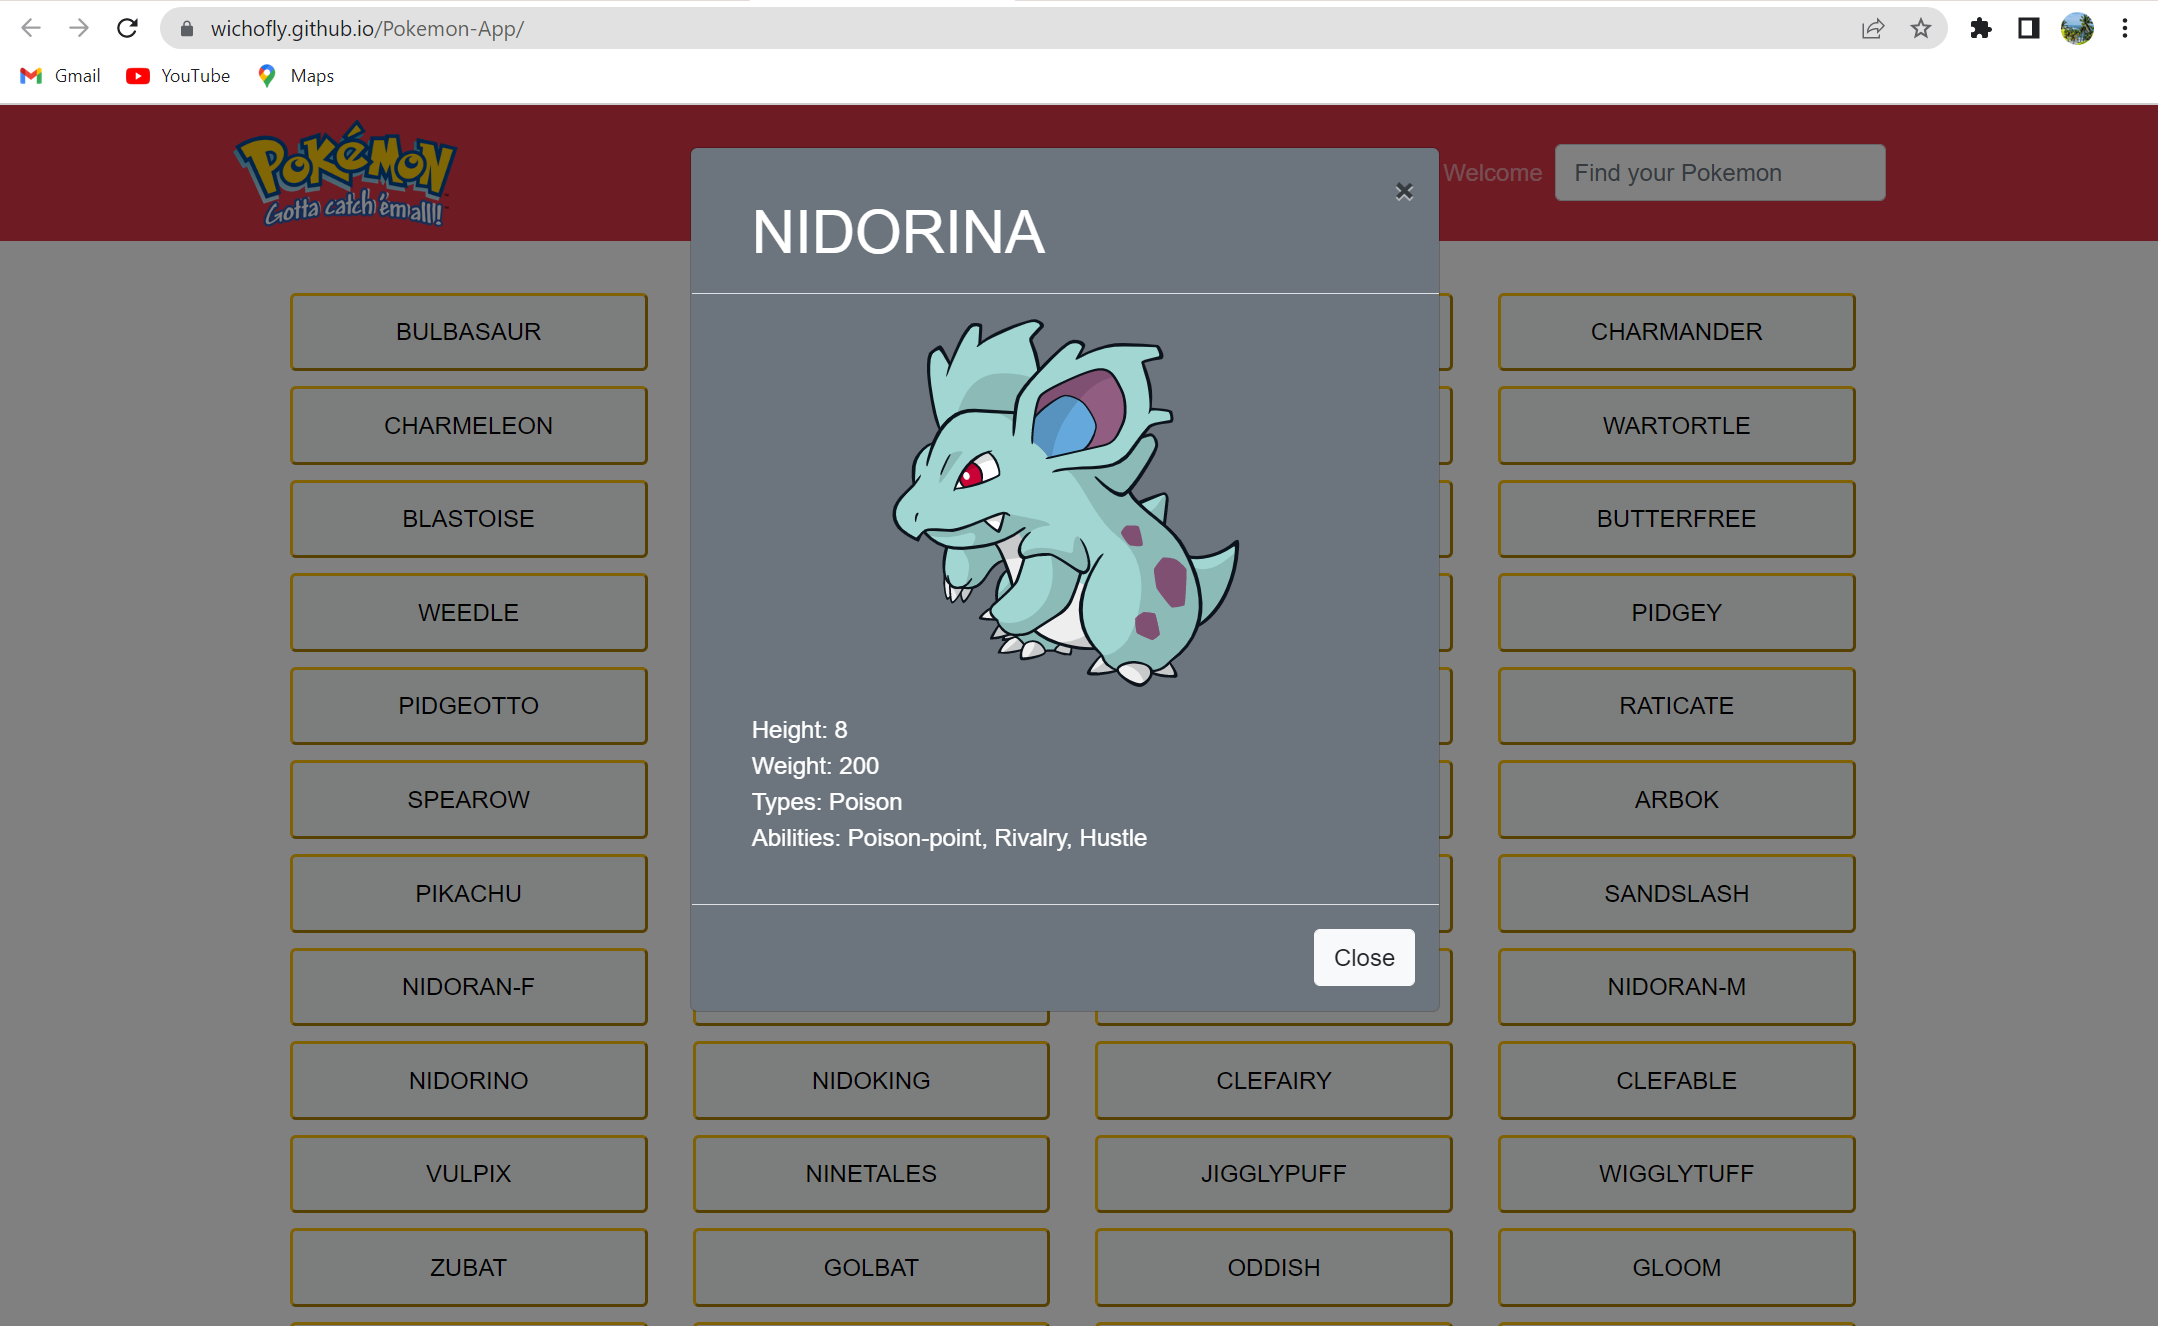 wichofly.github.io/Pokemon-App/
Gmail YouTube Maps
POKéMON
Gotta catch 'em all!
Welcome Find your Pokemon
×
NIDORINA
BULBASAUR CHARMANDER
CHARMELEON WARTORTLE
BLASTOISE BUTTERFREE
WEEDLE PIDGEY
PIDGEOTTO RATICATE
SPEAROW ARBOK
PIKACHU SANDSLASH
NIDORAN-F NIDORAN-M
Height: 8
Weight: 200
Types: Poison
Abilities: Poison-point, Rivalry, Hustle
Close
NIDORINO NIDOKING CLEFAIRY CLEFABLE
VULPIX NINETALES JIGGLYPUFF WIGGLYTUFF
ZUBAT GOLBAT ODDISH GLOOM